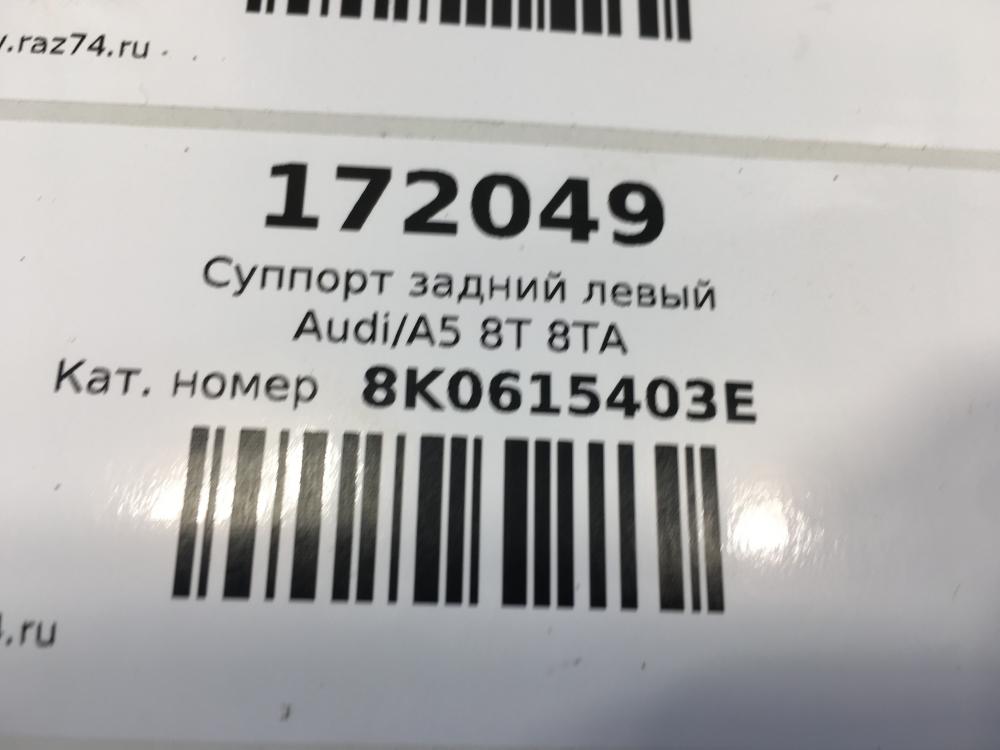 .raz74.ru
172049
Суппорт задний левый
Audi/A5 8T 8TA
Кат. номер 8K0615403E
.ru